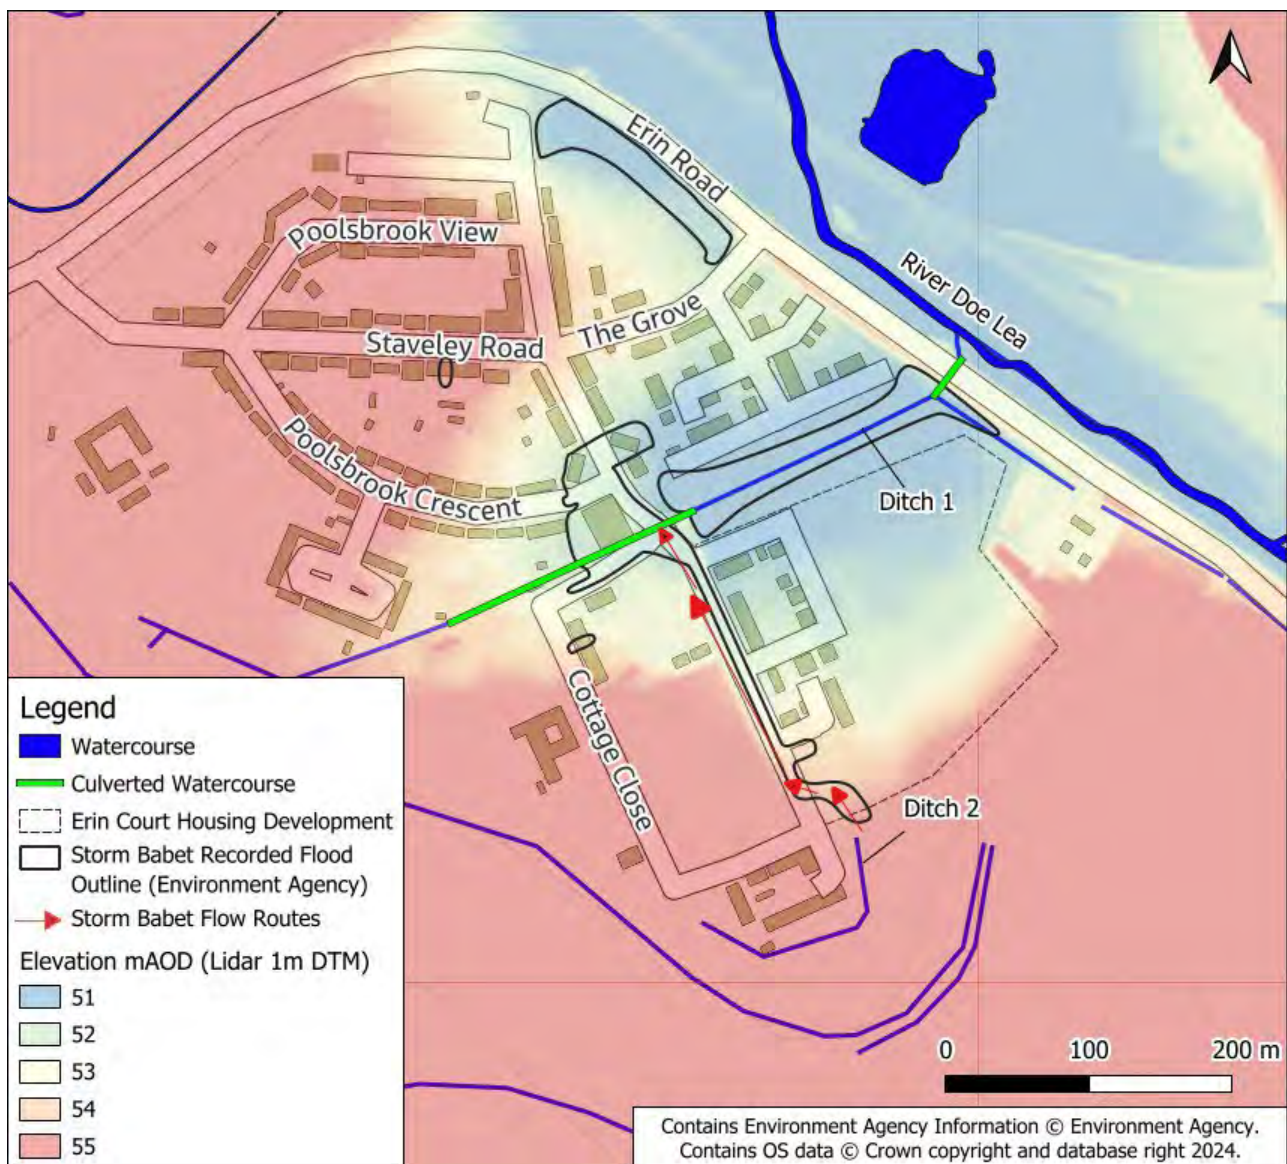 Erin Road
Poolsbrook View
River Doe Lea
The Grove
Staveley Road
Poolsbrook Crescent
Ditch 1
Cottage Close
Ditch 2
Legend
Watercourse
Culverted Watercourse
Erin Court Housing Development
Storm Babet Recorded Flood
Outline (Environment Agency)
Storm Babet Flow Routes
Elevation mAOD (Lidar 1m DTM)
51
52
53
54
55
0 100 200 m
Contains Environment Agency Information © Environment Agency.
Contains OS data © Crown copyright and database right 2024.